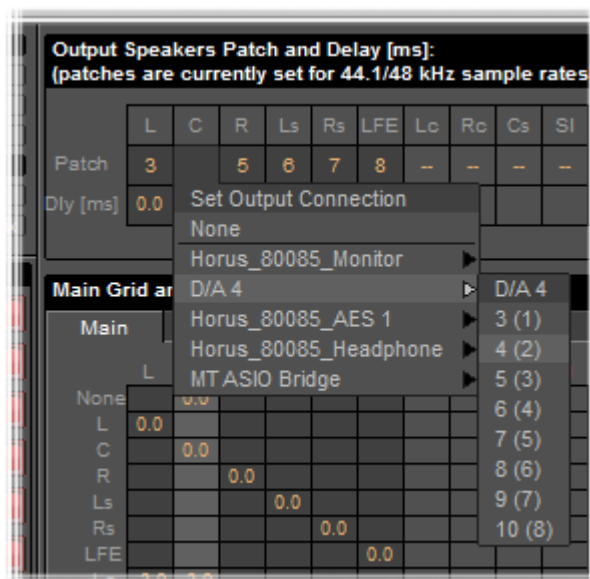 Output Speakers Patch and Delay [ms]:
(patches are currently set for 44.1/48 kHz sample rates
L C R Ls Rs LFE Lc Rc Cs Sl
Patch 3 5 6 7 8 -- -- -- --
Dly [ms] 0.0
Set Output Connection
None
Horus_80085_Monitor
D/A 4
Horus_80085_AES 1
Horus_80085_Headphone
MT ASIO Bridge
D/A 4
3 (1)
4 (2)
5 (3)
6 (4)
7 (5)
8 (6)
9 (7)
10 (8)
Main Grid
Main
L
None 0.0
L 0.0
C 0.0
R 0.0
Ls 0.0
Rs 0.0
LFE 0.0